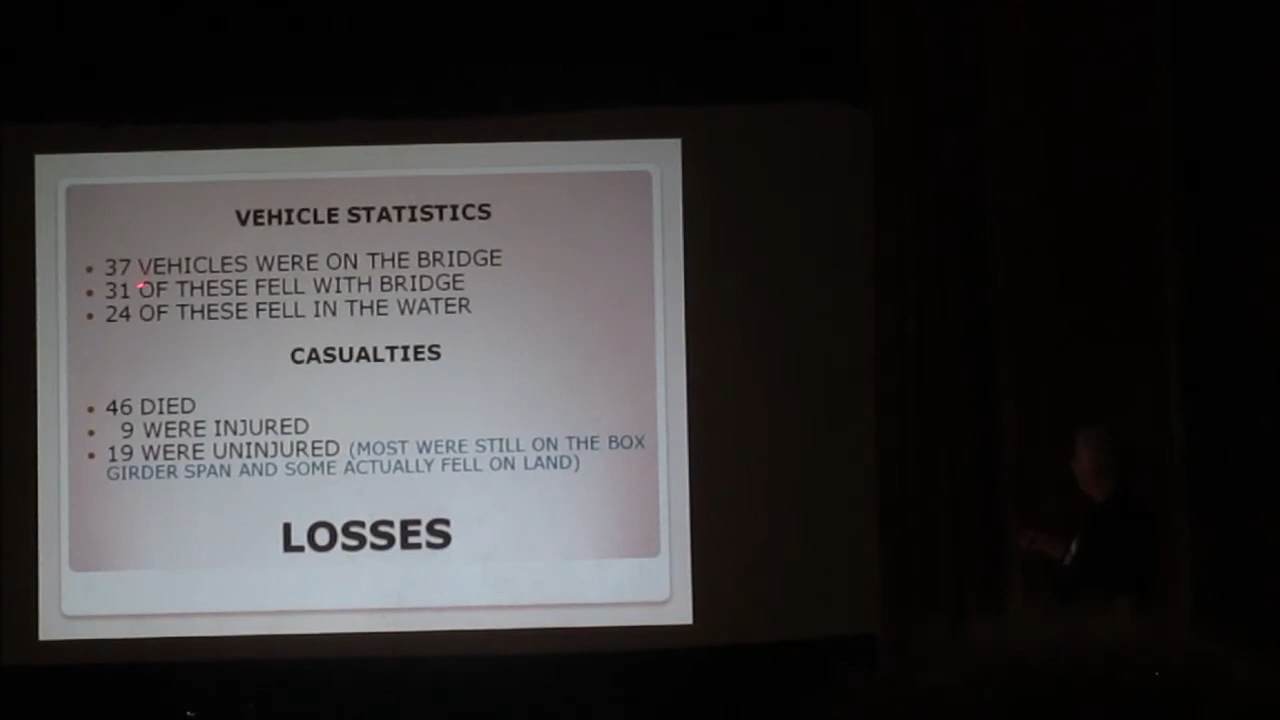 VEHICLE STATISTICS
• 37 VEHICLES WERE ON THE BRIDGE
• 31 OF THESE FELL WITH BRIDGE
• 24 OF THESE FELL IN THE WATER
CASUALTIES
• 46 DIED
• 9 WERE INJURED
• 19 WERE UNINJURED (MOST WERE STILL ON THE BOX
GIRDER SPAN AND SOME ACTUALLY FELL ON LAND)
LOSSES